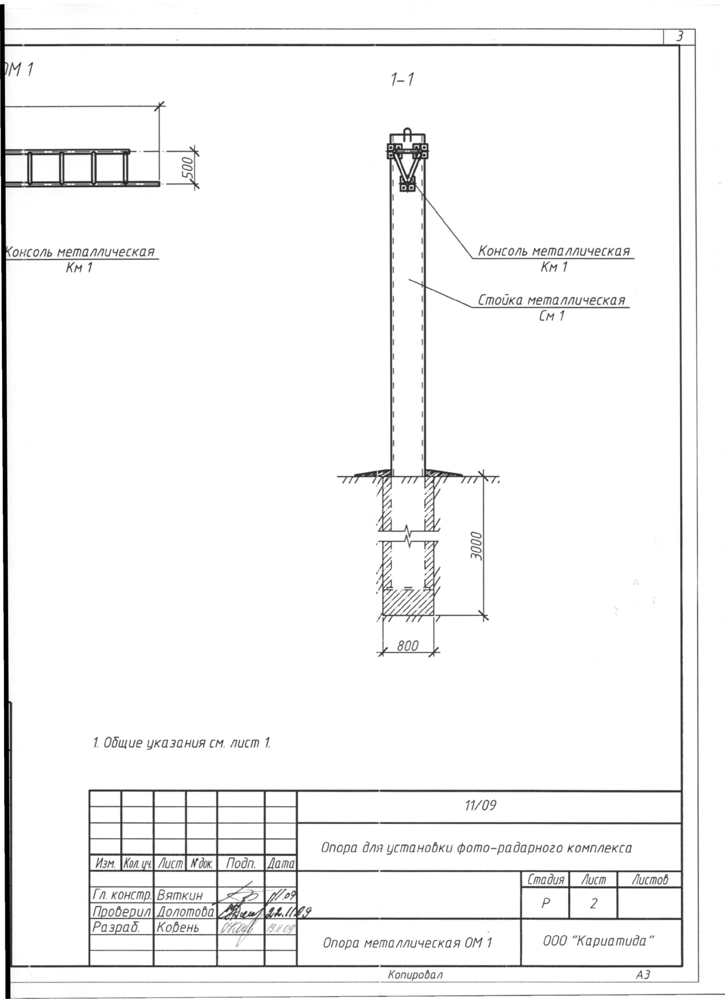 3
ОМ 1
1-1
500
Консоль металлическая
Км 1
Консоль металлическая
Км 1
Стойка металлическая
См 1
3000
800
1. Общие указания см. лист 1.
11/09
Опора для установки фото-радарного комплекса
Изм. Кол. уч. Лист № док. Подп. Дата
Стадия Лист Листов
Гл. констр. Вяткин 11.09
Р 2
Проверил Долотова 22.11.09
Разраб. Ковень 19.11.09
Опора металлическая ОМ 1
ООО "Кариатида"
Копировал А3